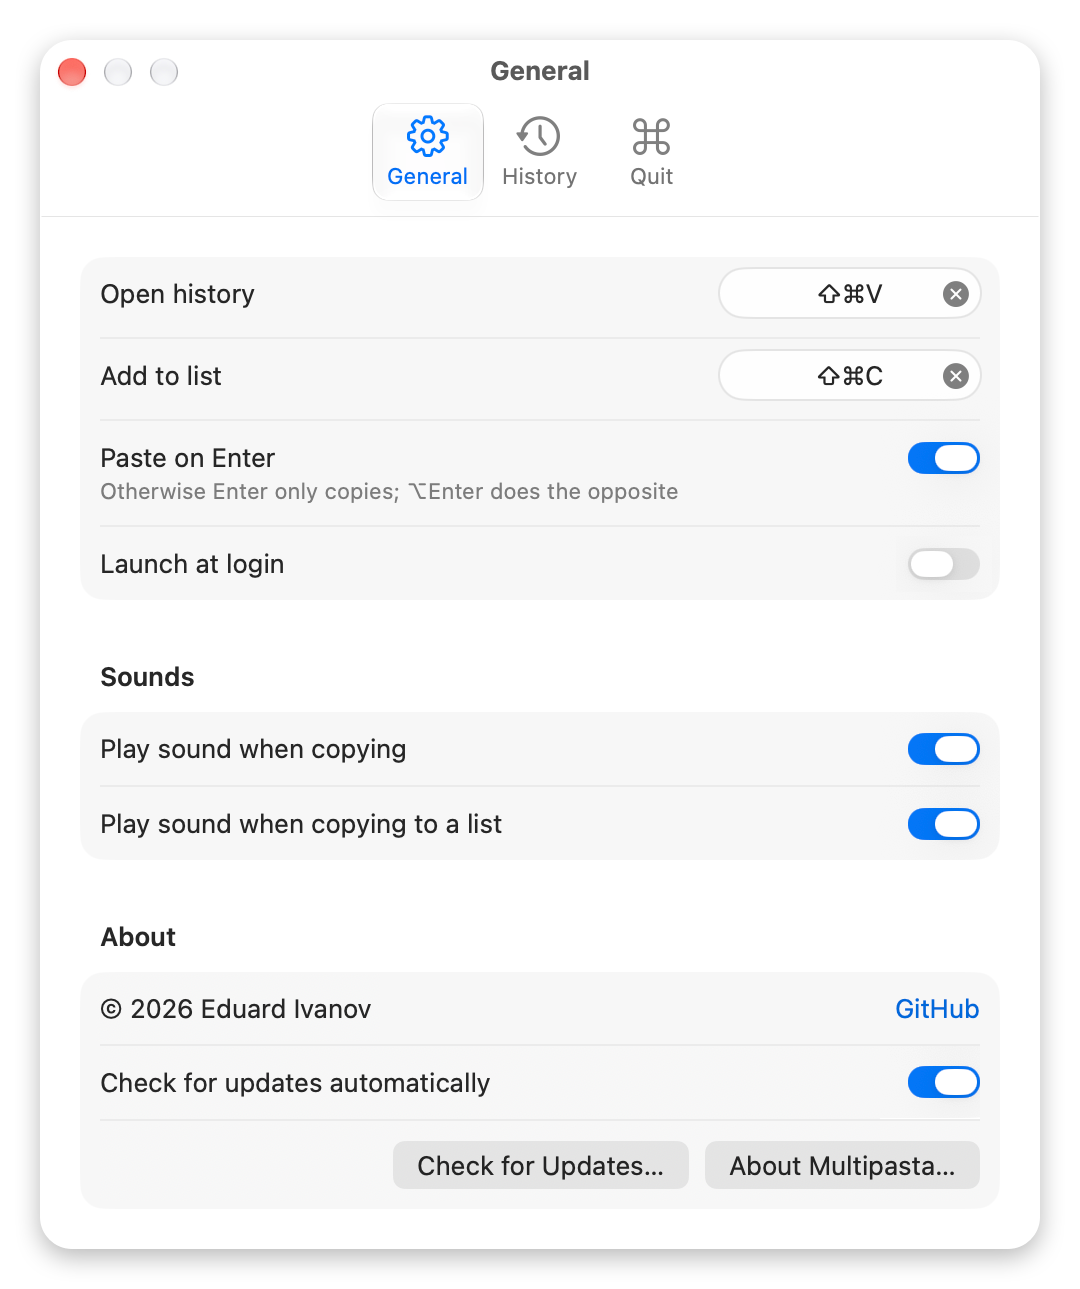 General
General
History
Quit
Open history
⇧⌘V
Add to list
⇧⌘C
Paste on Enter
Otherwise Enter only copies; ⌥Enter does the opposite
Launch at login
Sounds
Play sound when copying
Play sound when copying to a list
About
© 2026 Eduard Ivanov
GitHub
Check for updates automatically
Check for Updates...
About Multipasta...